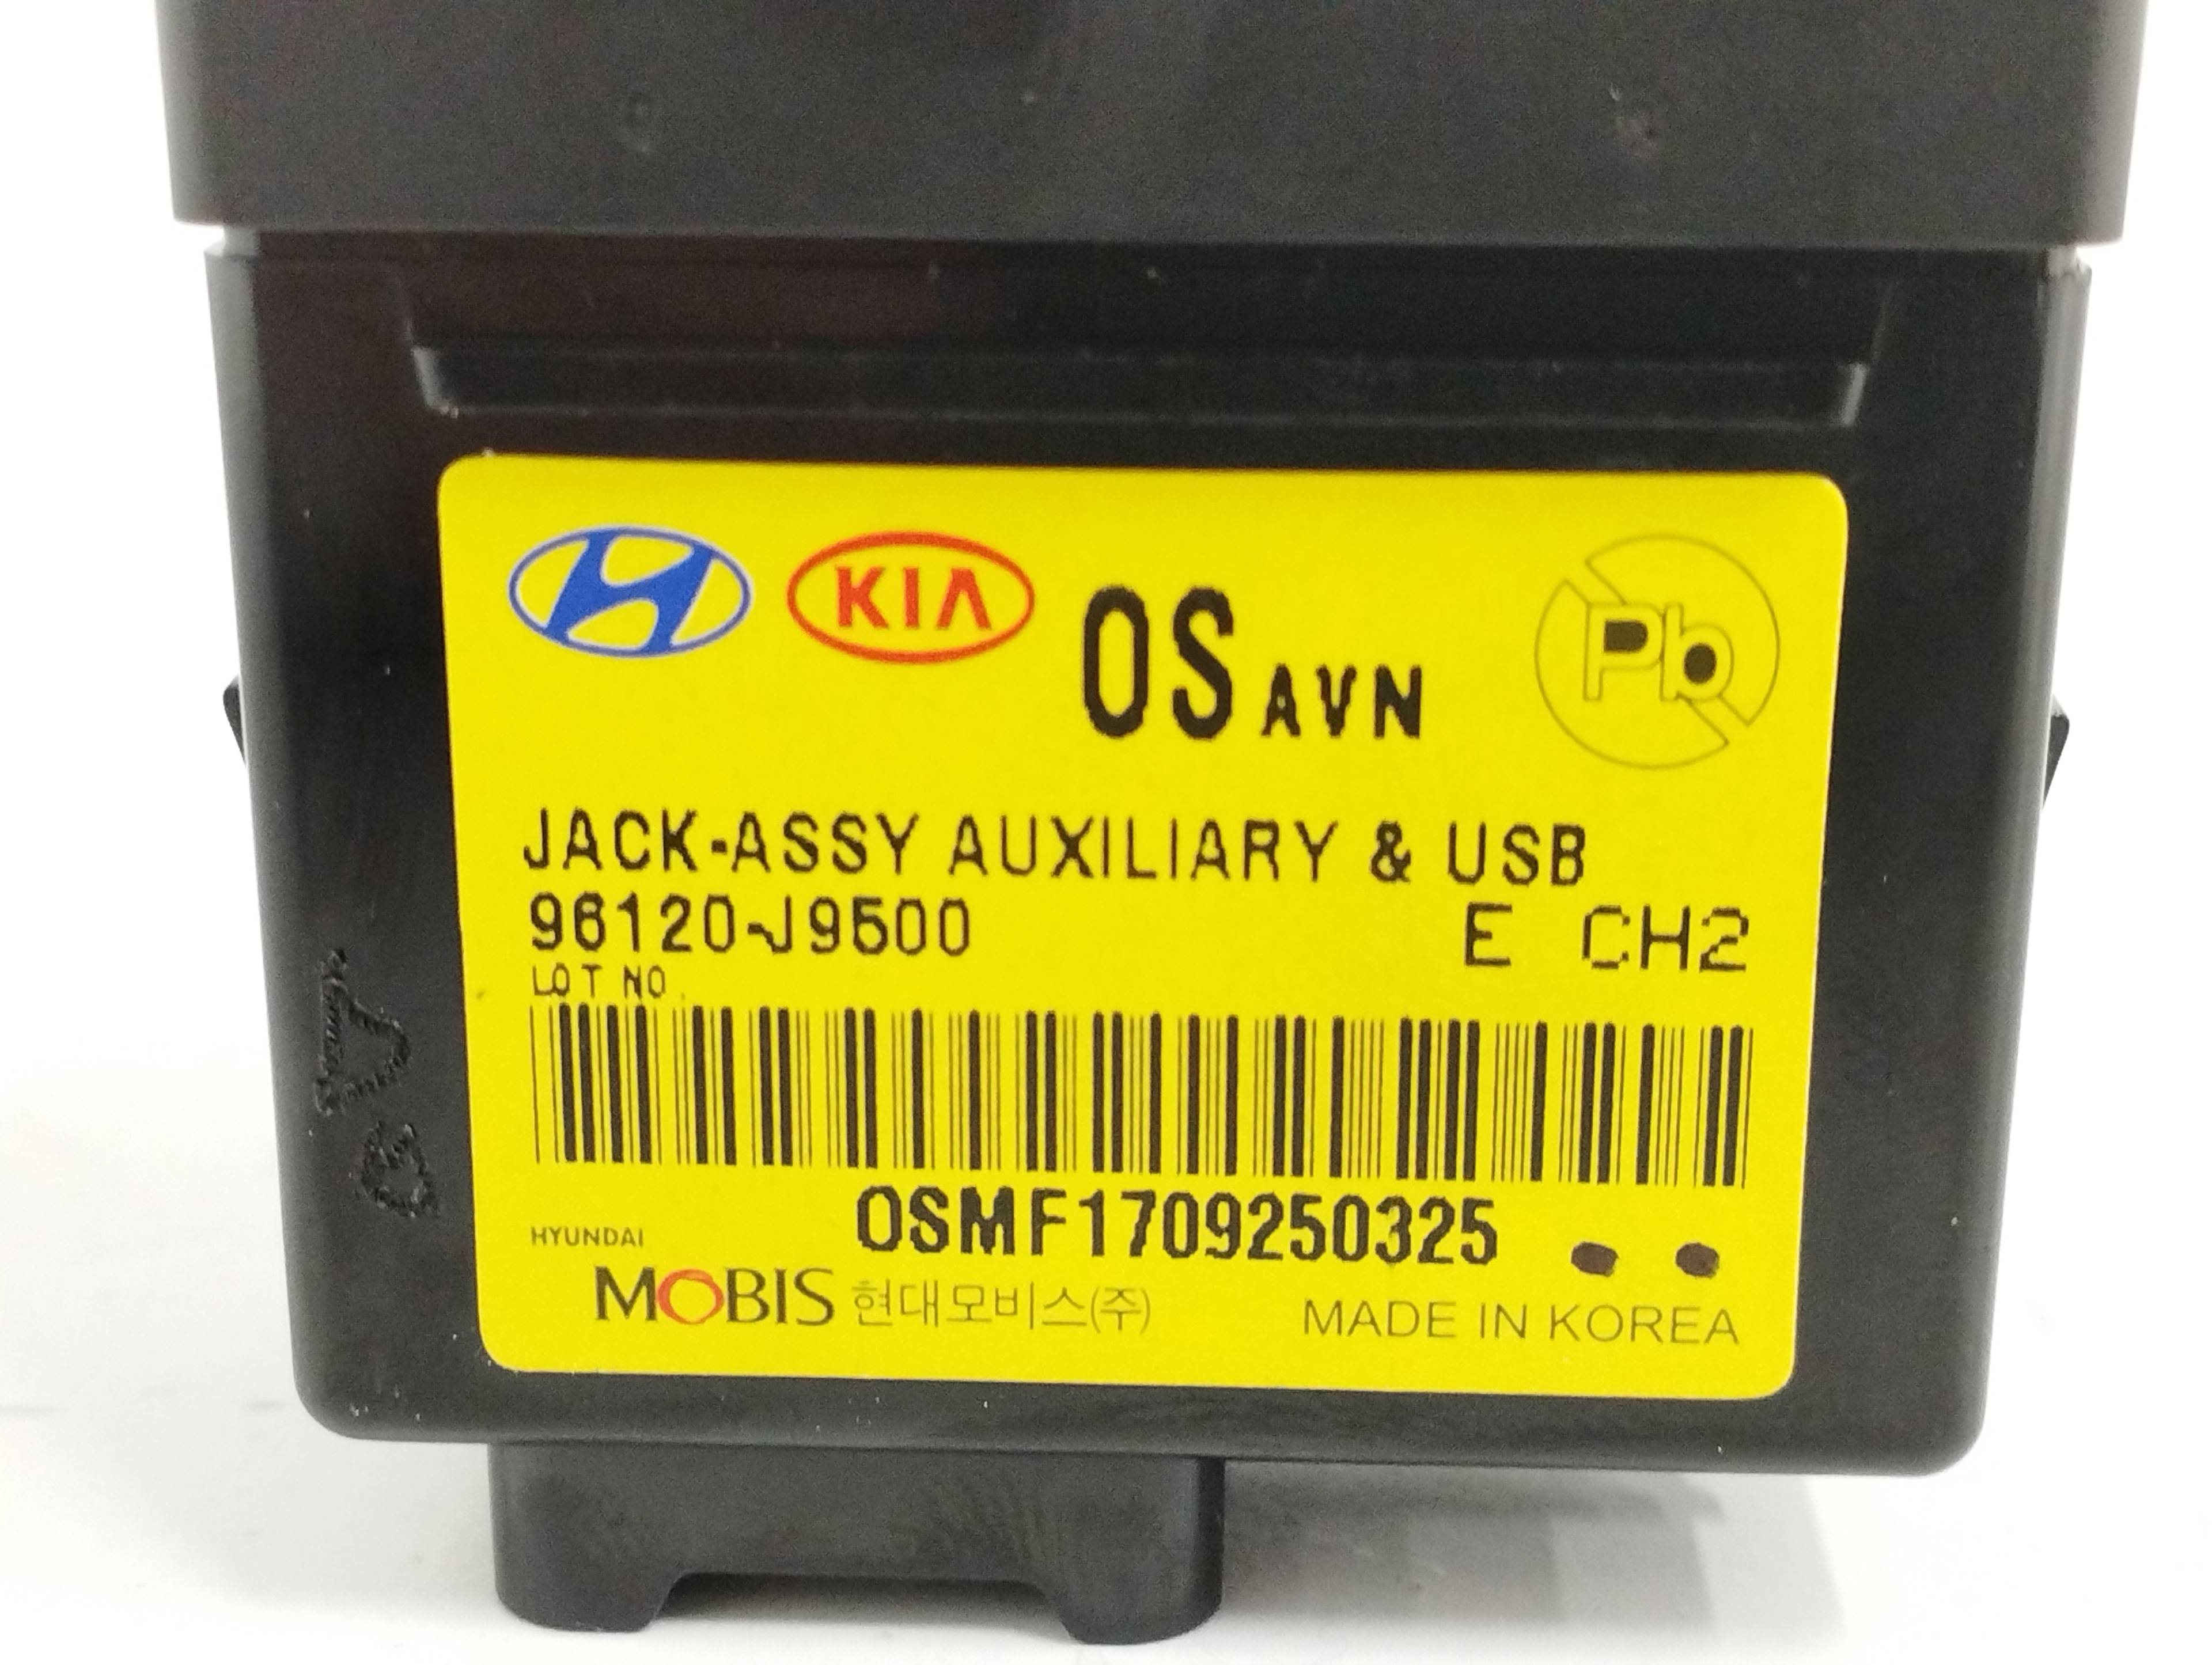 KIA
OS AVN
Pb
JACK-ASSY AUXILIARY & USB
96120-J9500
E CH2
LOT NO.
OSMF1709250325
HYUNDAI
MOBIS 현대모비스(주)
MADE IN KOREA